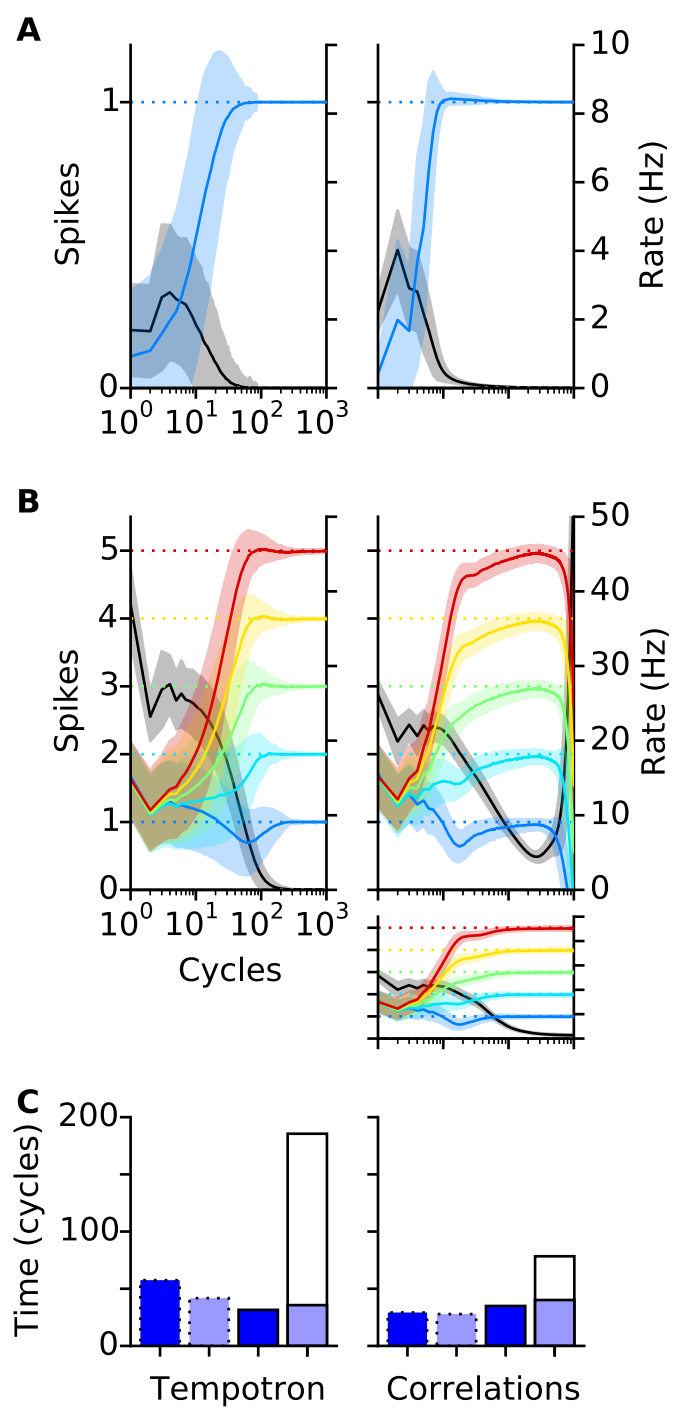 A
1
0
Spikes
10⁰ 10¹ 10² 10³
10
8
6
4
2
0
Rate (Hz)
B
5
4
3
2
1
0
Spikes
10⁰ 10¹ 10² 10³
Cycles
50
40
30
20
10
0
Rate (Hz)
C
200
100
0
Time (cycles)
Tempotron
Correlations